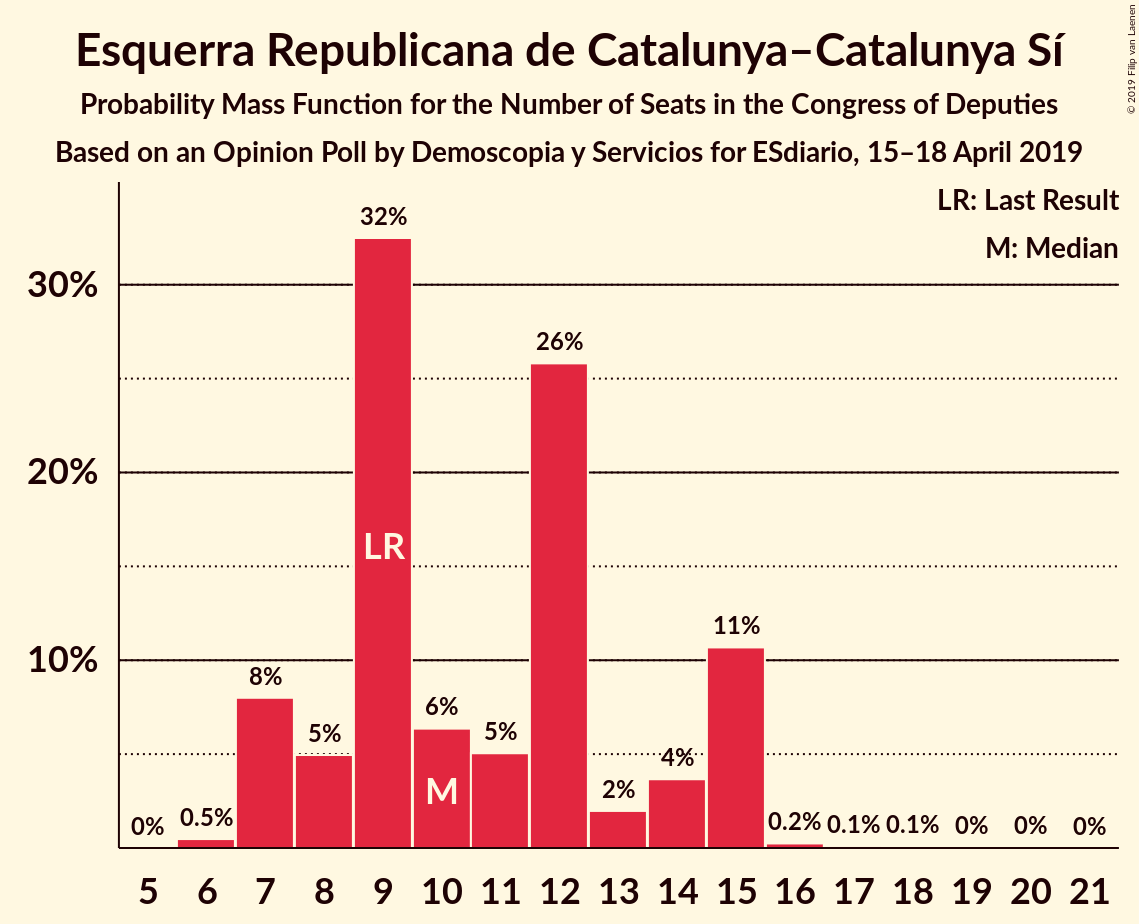 Esquerra Republicana de Catalunya–Catalunya Sí
Probability Mass Function for the Number of Seats in the Congress of Deputies
Based on an Opinion Poll by Demoscopia y Servicios for ESdiario, 15–18 April 2019
© 2019 Filip van Laenen
LR: Last Result
M: Median
30%
20%
10%
0% 0.5% 8% 5% 32% 6% 5% 26% 2% 4% 11% 0.2% 0.1% 0.1% 0% 0% 0%
LR
M
5 6 7 8 9 10 11 12 13 14 15 16 17 18 19 20 21